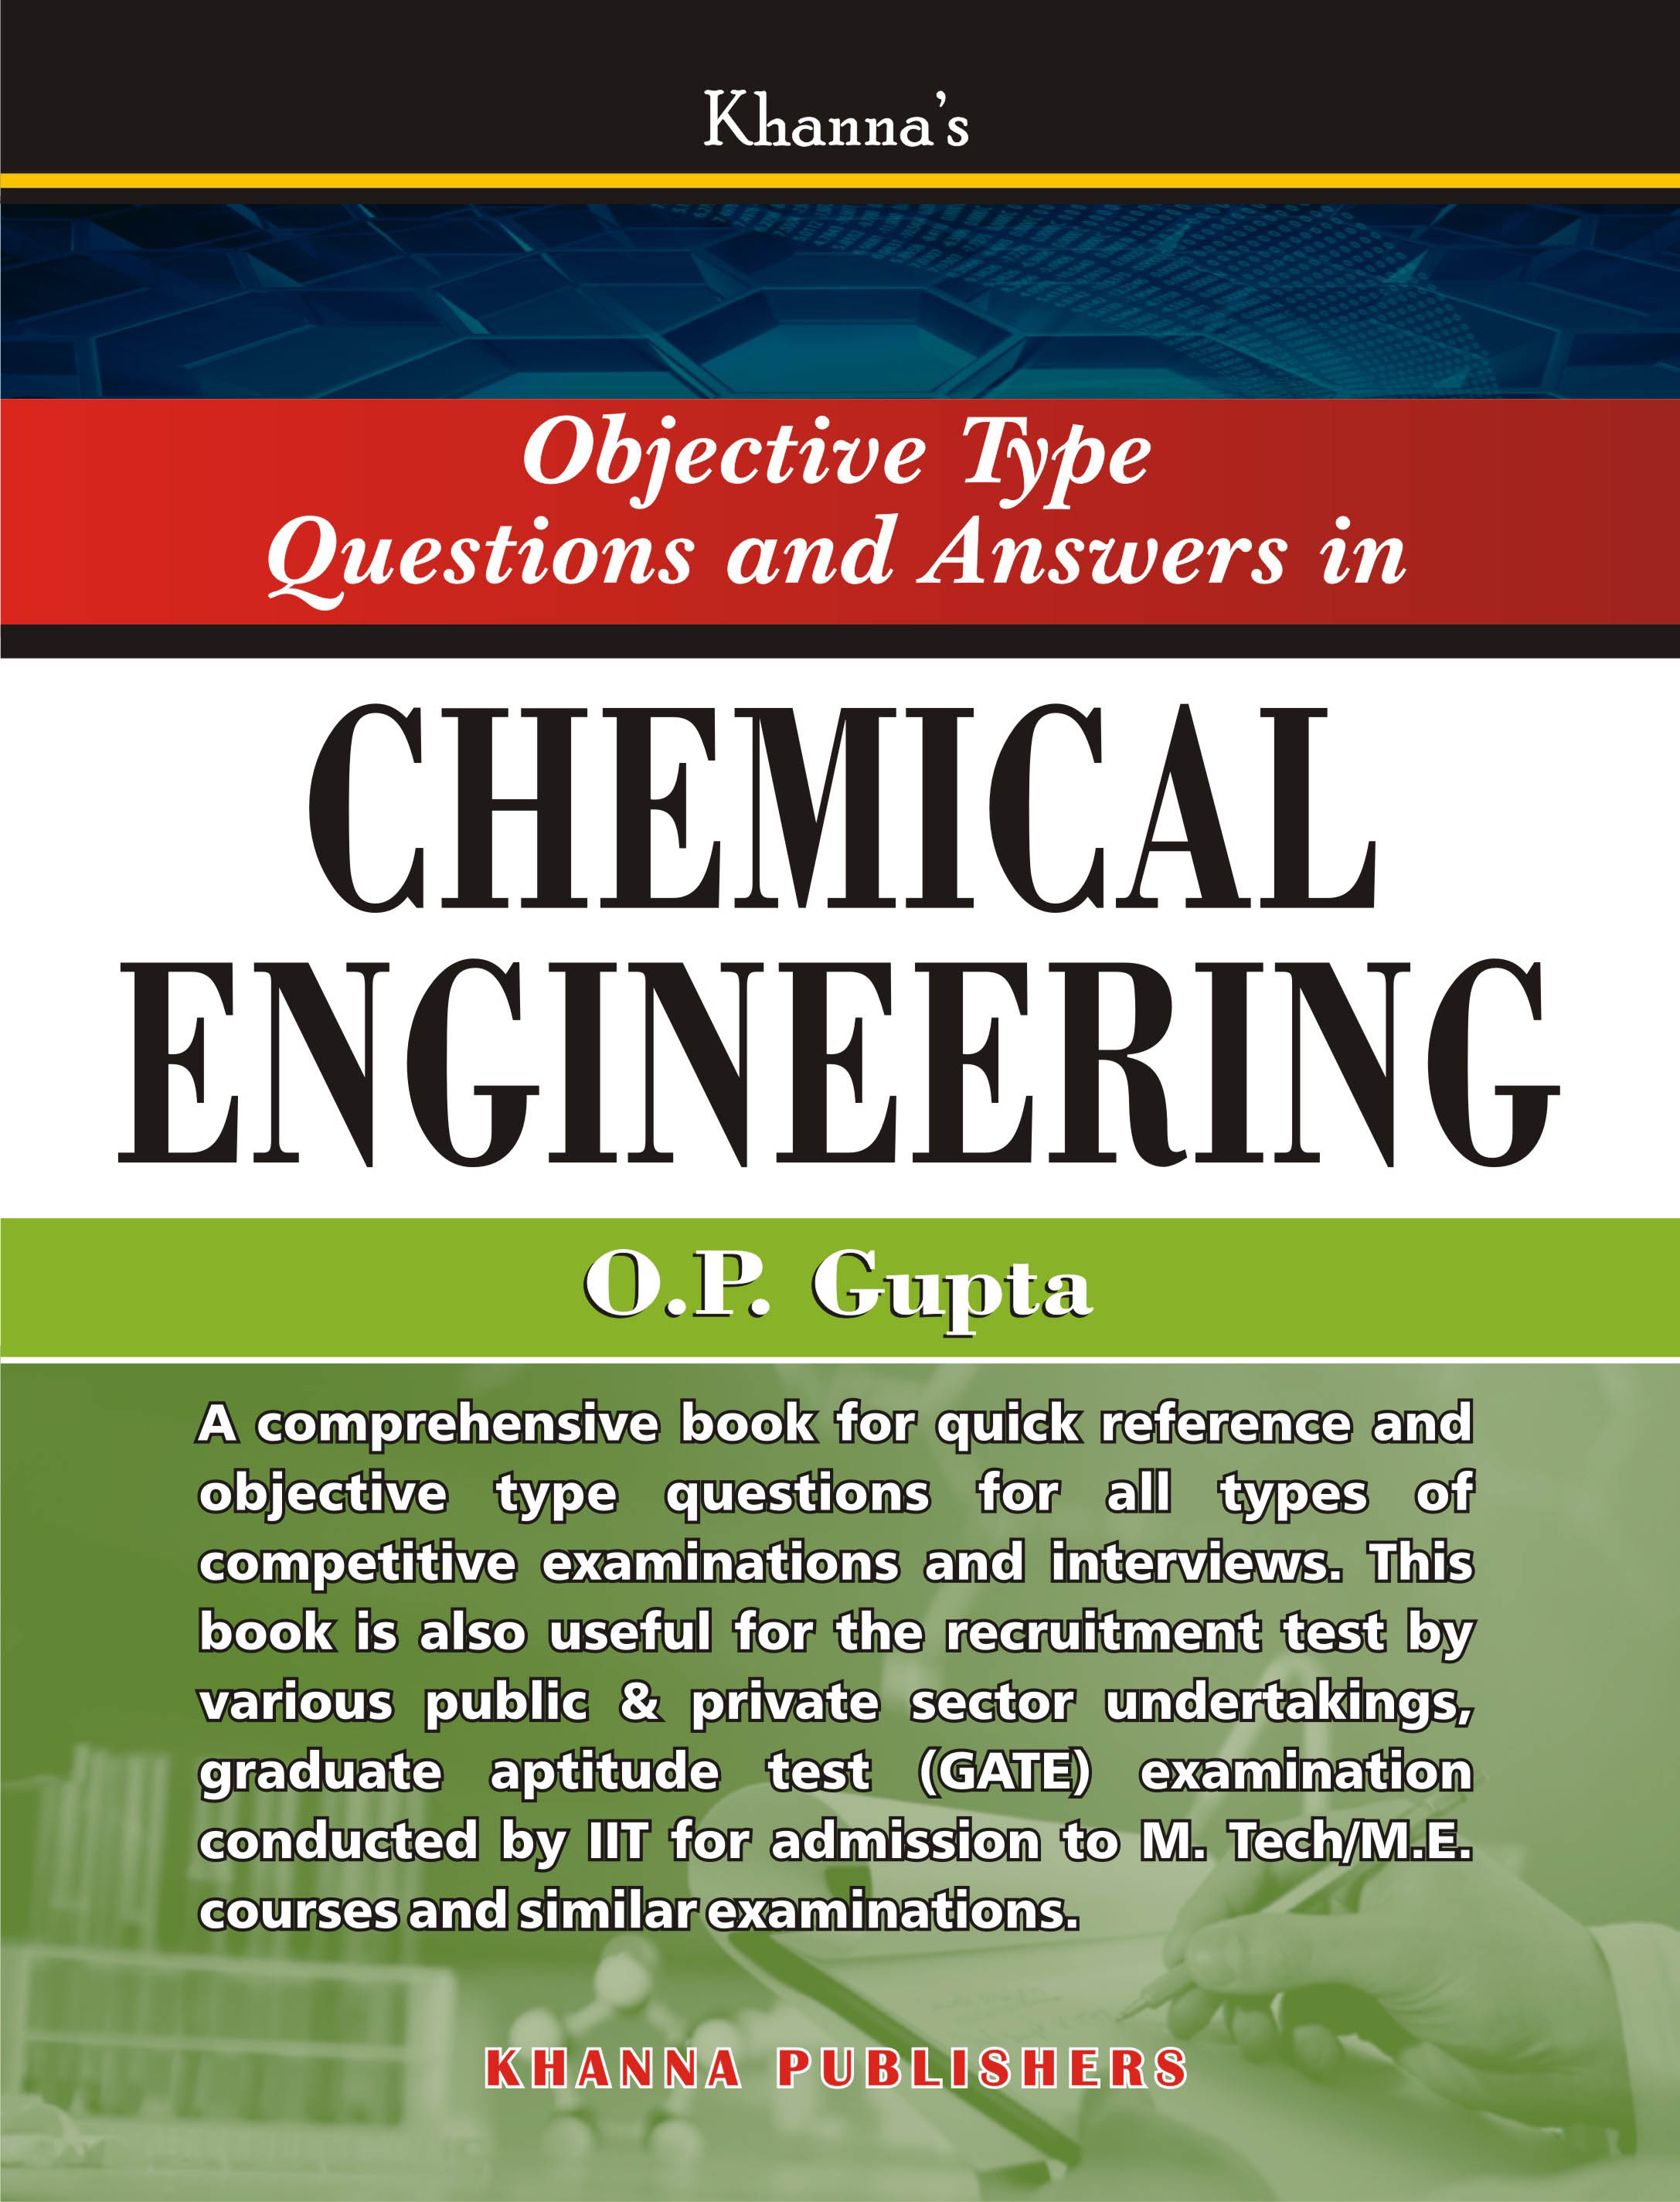 Khanna's
Objective Type
Questions and Answers in
CHEMICAL
ENGINEERING
O.P. Gupta
A comprehensive book for quick reference and
objective type questions for all types of
competitive examinations and interviews. This
book is also useful for the recruitment test by
various public & private sector undertakings,
graduate aptitude test (GATE) examination
conducted by IIT for admission to M. Tech/M.E.
courses and similar examinations.
KHANNA PUBLISHERS